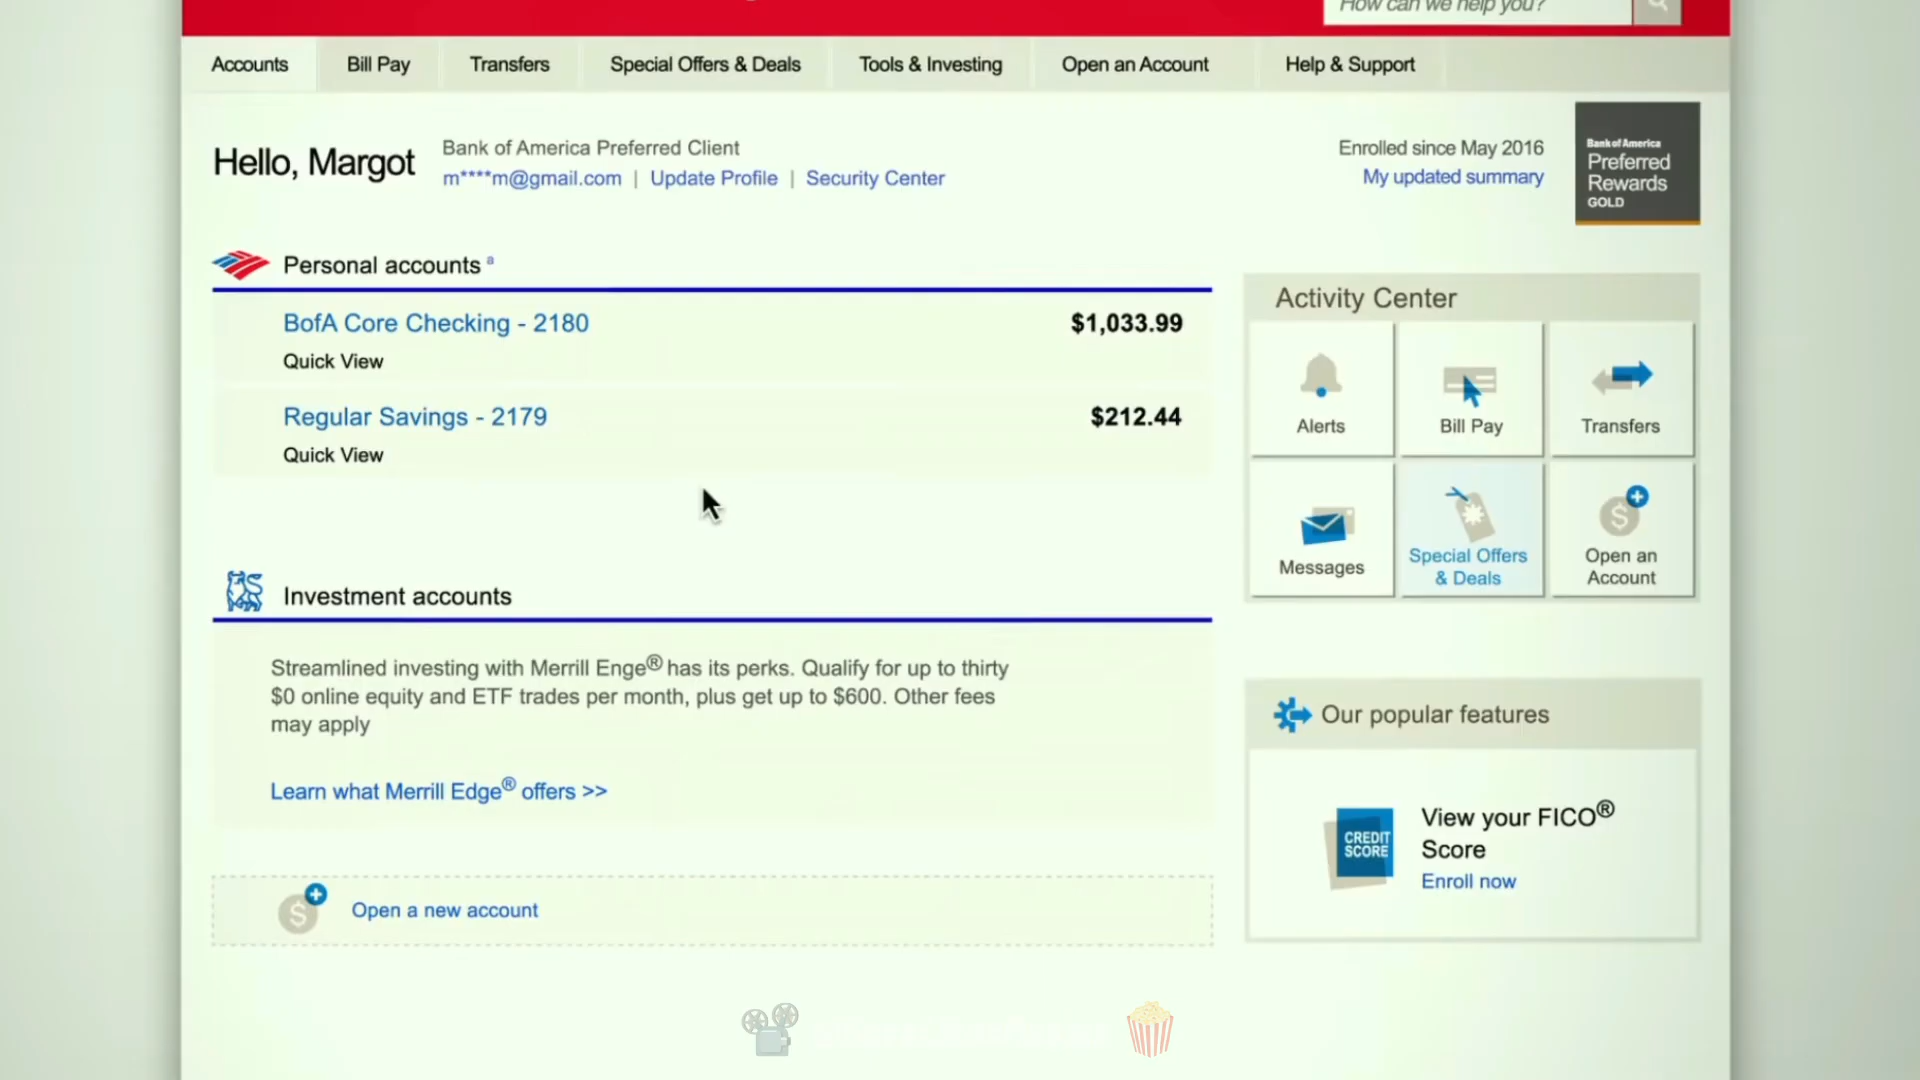 How can we help you?
Accounts
Bill Pay
Transfers
Special Offers & Deals
Tools & Investing
Open an Account
Help & Support
Hello, Margot
Bank of America Preferred Client
m****m@gmail.com | Update Profile | Security Center
Enrolled since May 2016
My updated summary
Bank of America
Preferred
Rewards
GOLD
Personal accounts a
BofA Core Checking - 2180
$1,033.99
Quick View
Regular Savings - 2179
$212.44
Quick View
Activity Center
Alerts
Bill Pay
Transfers
Messages
Special Offers
& Deals
Open an
Account
Investment accounts
Streamlined investing with Merrill Enge® has its perks. Qualify for up to thirty
$0 online equity and ETF trades per month, plus get up to $600. Other fees
may apply
Learn what Merrill Edge® offers >>
Open a new account
Our popular features
CREDIT
SCORE
View your FICO®
Score
Enroll now